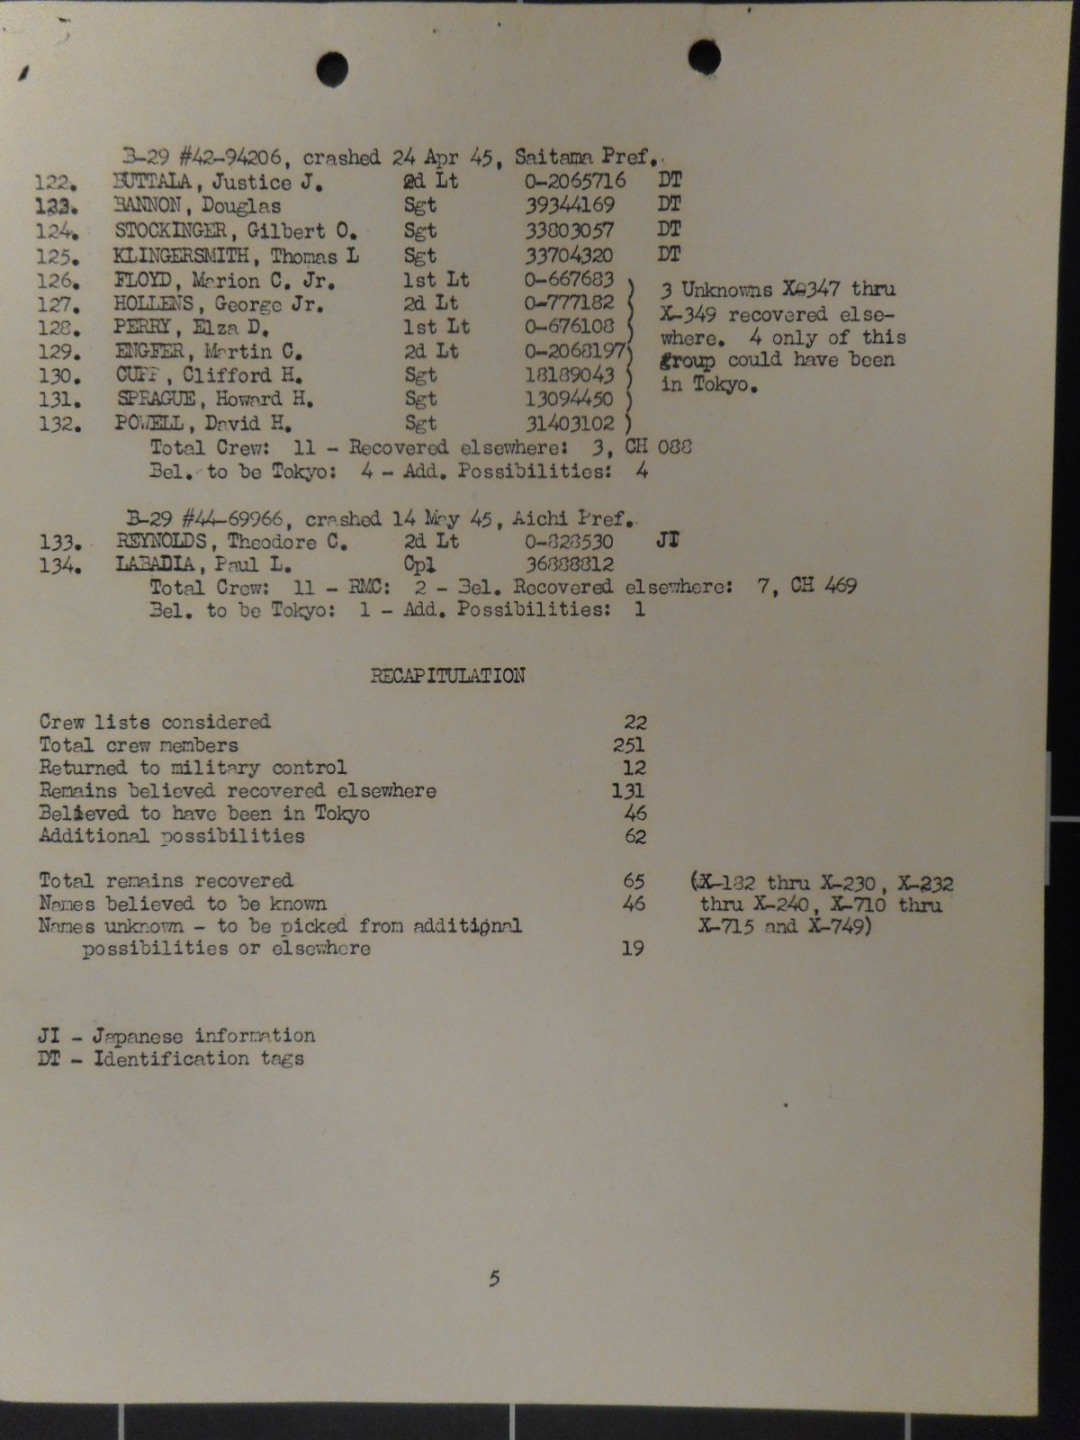 B-29 #42-94206, crashed 24 Apr 45, Saitama Pref.
122. BUTTALA, Justice J. 2d Lt 0-2065716 DT
123. BANNON, Douglas Sgt 39344169 DT
124. STOCKINGER, Gilbert O. Sgt 33803057 DT
125. KLINGERSMITH, Thomas L Sgt 33704320 DT
126. FLOYD, Marion C. Jr. 1st Lt 0-667683 )
127. HOLLENS, George Jr. 2d Lt 0-777182 )
128. PERRY, Elza D. 1st Lt 0-676108 )
129. ENGFER, Martin C. 2d Lt 0-2068197)
130. CUFF, Clifford H. Sgt 18189043 )
131. SPRAGUE, Howard H. Sgt 13094450 )
132. POWELL, David H. Sgt 31403102 )
3 Unknowns X-347 thru
X-349 recovered else-
where. 4 only of this
group could have been
in Tokyo.
Total Crew: 11 - Recovered elsewhere: 3, CH 088
Bel. to be Tokyo: 4 - Add. Possibilities: 4
B-29 #44-69966, crashed 14 May 45, Aichi Pref.
133. REYNOLDS, Theodore C. 2d Lt 0-828530 JI
134. LABADIA, Paul L. Cpl 36888812
Total Crew: 11 - RMC: 2 - Bel. Recovered elsewhere: 7, CH 469
Bel. to be Tokyo: 1 - Add. Possibilities: 1
RECAPITULATION
Crew lists considered 22
Total crew members 251
Returned to military control 12
Remains believed recovered elsewhere 131
Believed to have been in Tokyo 46
Additional possibilities 62
Total remains recovered 65 (X-182 thru X-230, X-232
Names believed to be known 46 thru X-240, X-710 thru
Names unknown - to be picked from additional X-715 and X-749)
possibilities or elsewhere 19
JI - Japanese information
DT - Identification tags
5